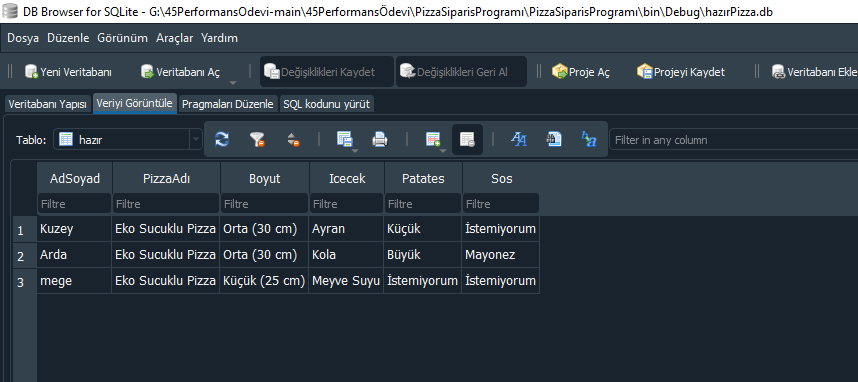 DB Browser for SQLite - G:\45PerformansOdevi-main\45PerformansÖdevi\PizzaSiparisProgramı\PizzaSiparisProgramı\bin\Debug\hazırPizza.db
Dosya Düzenle Görünüm Araçlar Yardım
Yeni Veritabanı Veritabanı Aç Değişiklikleri Kaydet Değişiklikleri Geri Al Proje Aç Projeyi Kaydet Veritabanı Ekle
Veritabanı Yapısı Veriyi Görüntüle Pragmaları Düzenle SQL kodunu yürüt
Tablo: hazır Filter in any column
AdSoyad PizzaAdı Boyut Icecek Patates Sos
Filtre Filtre Filtre Filtre Filtre Filtre
1 Kuzey Eko Sucuklu Pizza Orta (30 cm) Ayran Küçük İstemiyorum
2 Arda Eko Sucuklu Pizza Orta (30 cm) Kola Büyük Mayonez
3 mege Eko Sucuklu Pizza Küçük (25 cm) Meyve Suyu İstemiyorum İstemiyorum